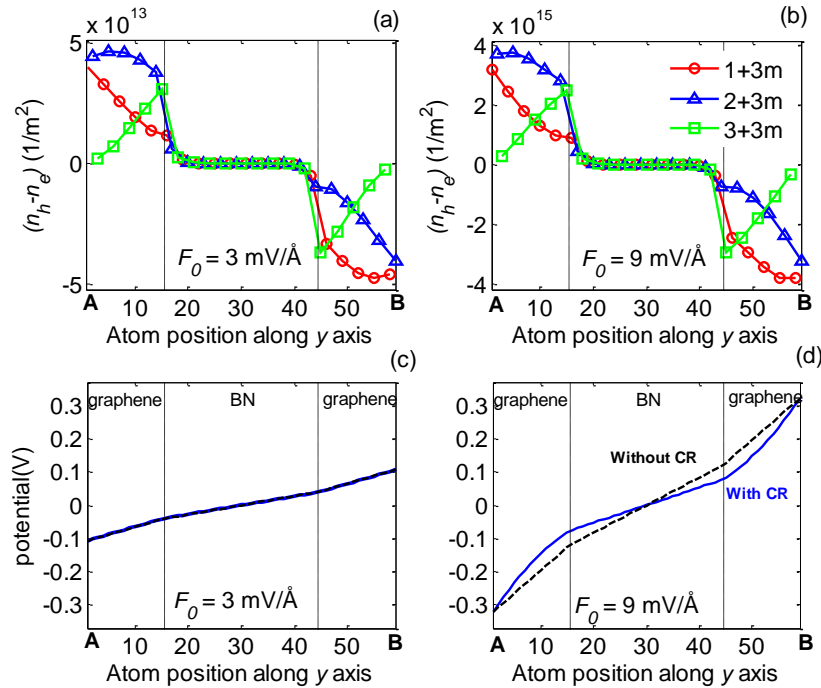 x 10^13 (a)
5
0
-5
(n_h-n_e) (1/m^2)
F_0 = 3 mV/Å
A 10 20 30 40 50 B
Atom position along y axis
x 10^15 (b)
4
2
0
-2
-4
(n_h-n_e) (1/m^2)
1+3m
2+3m
3+3m
F_0 = 9 mV/Å
A 10 20 30 40 50 B
Atom position along y axis
(c)
graphene BN graphene
0.3
0.2
0.1
0
-0.1
-0.2
-0.3
potential(V)
F_0 = 3 mV/Å
A 10 20 30 40 50 B
Atom position along y axis
(d)
graphene BN graphene
0.3
0.2
0.1
0
-0.1
-0.2
-0.3
Without CR
With CR
F_0 = 9 mV/Å
A 10 20 30 40 50 B
Atom position along y axis